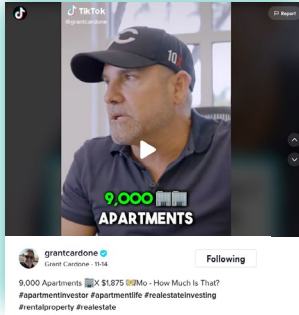 TikTok
@grantcardone
Report
10
9,000
APARTMENTS
grantcardone
Grant Cardone · 11-14
Following
9,000 Apartments 🏢X $1,875 💵/Mo - How Much Is That?
#apartmentinvestor #apartmentlife #realestateinvesting
#rentalproperty #realestate